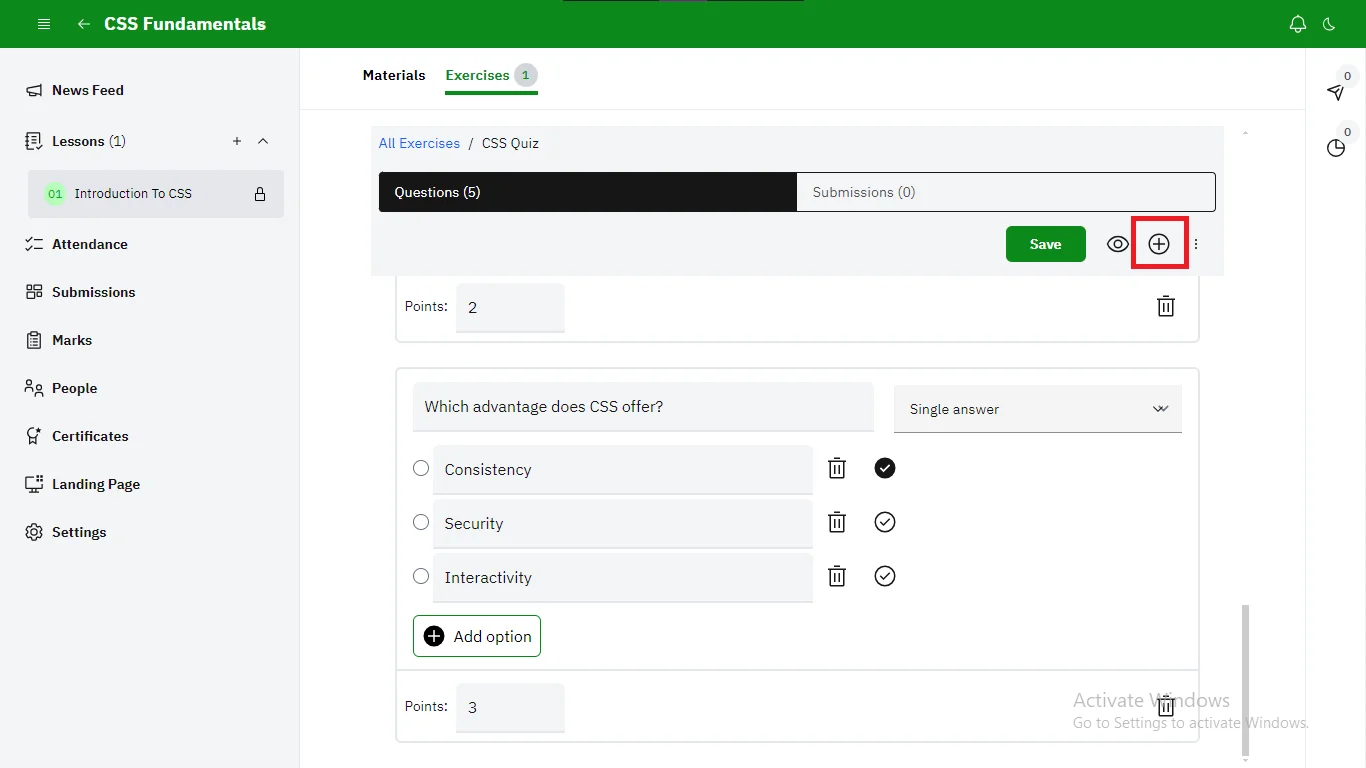 CSS Fundamentals
0
News Feed
Materials
Exercises 1
0
Lessons (1)
All Exercises / CSS Quiz
01 Introduction To CSS
Questions (5)
Submissions (0)
Attendance
Save
Submissions
Points: 2
Marks
People
Which advantage does CSS offer?
Single answer
Certificates
Consistency
Landing Page
Security
Settings
Interactivity
Add option
Points: 3
Activate Windows
Go to Settings to activate Windows.